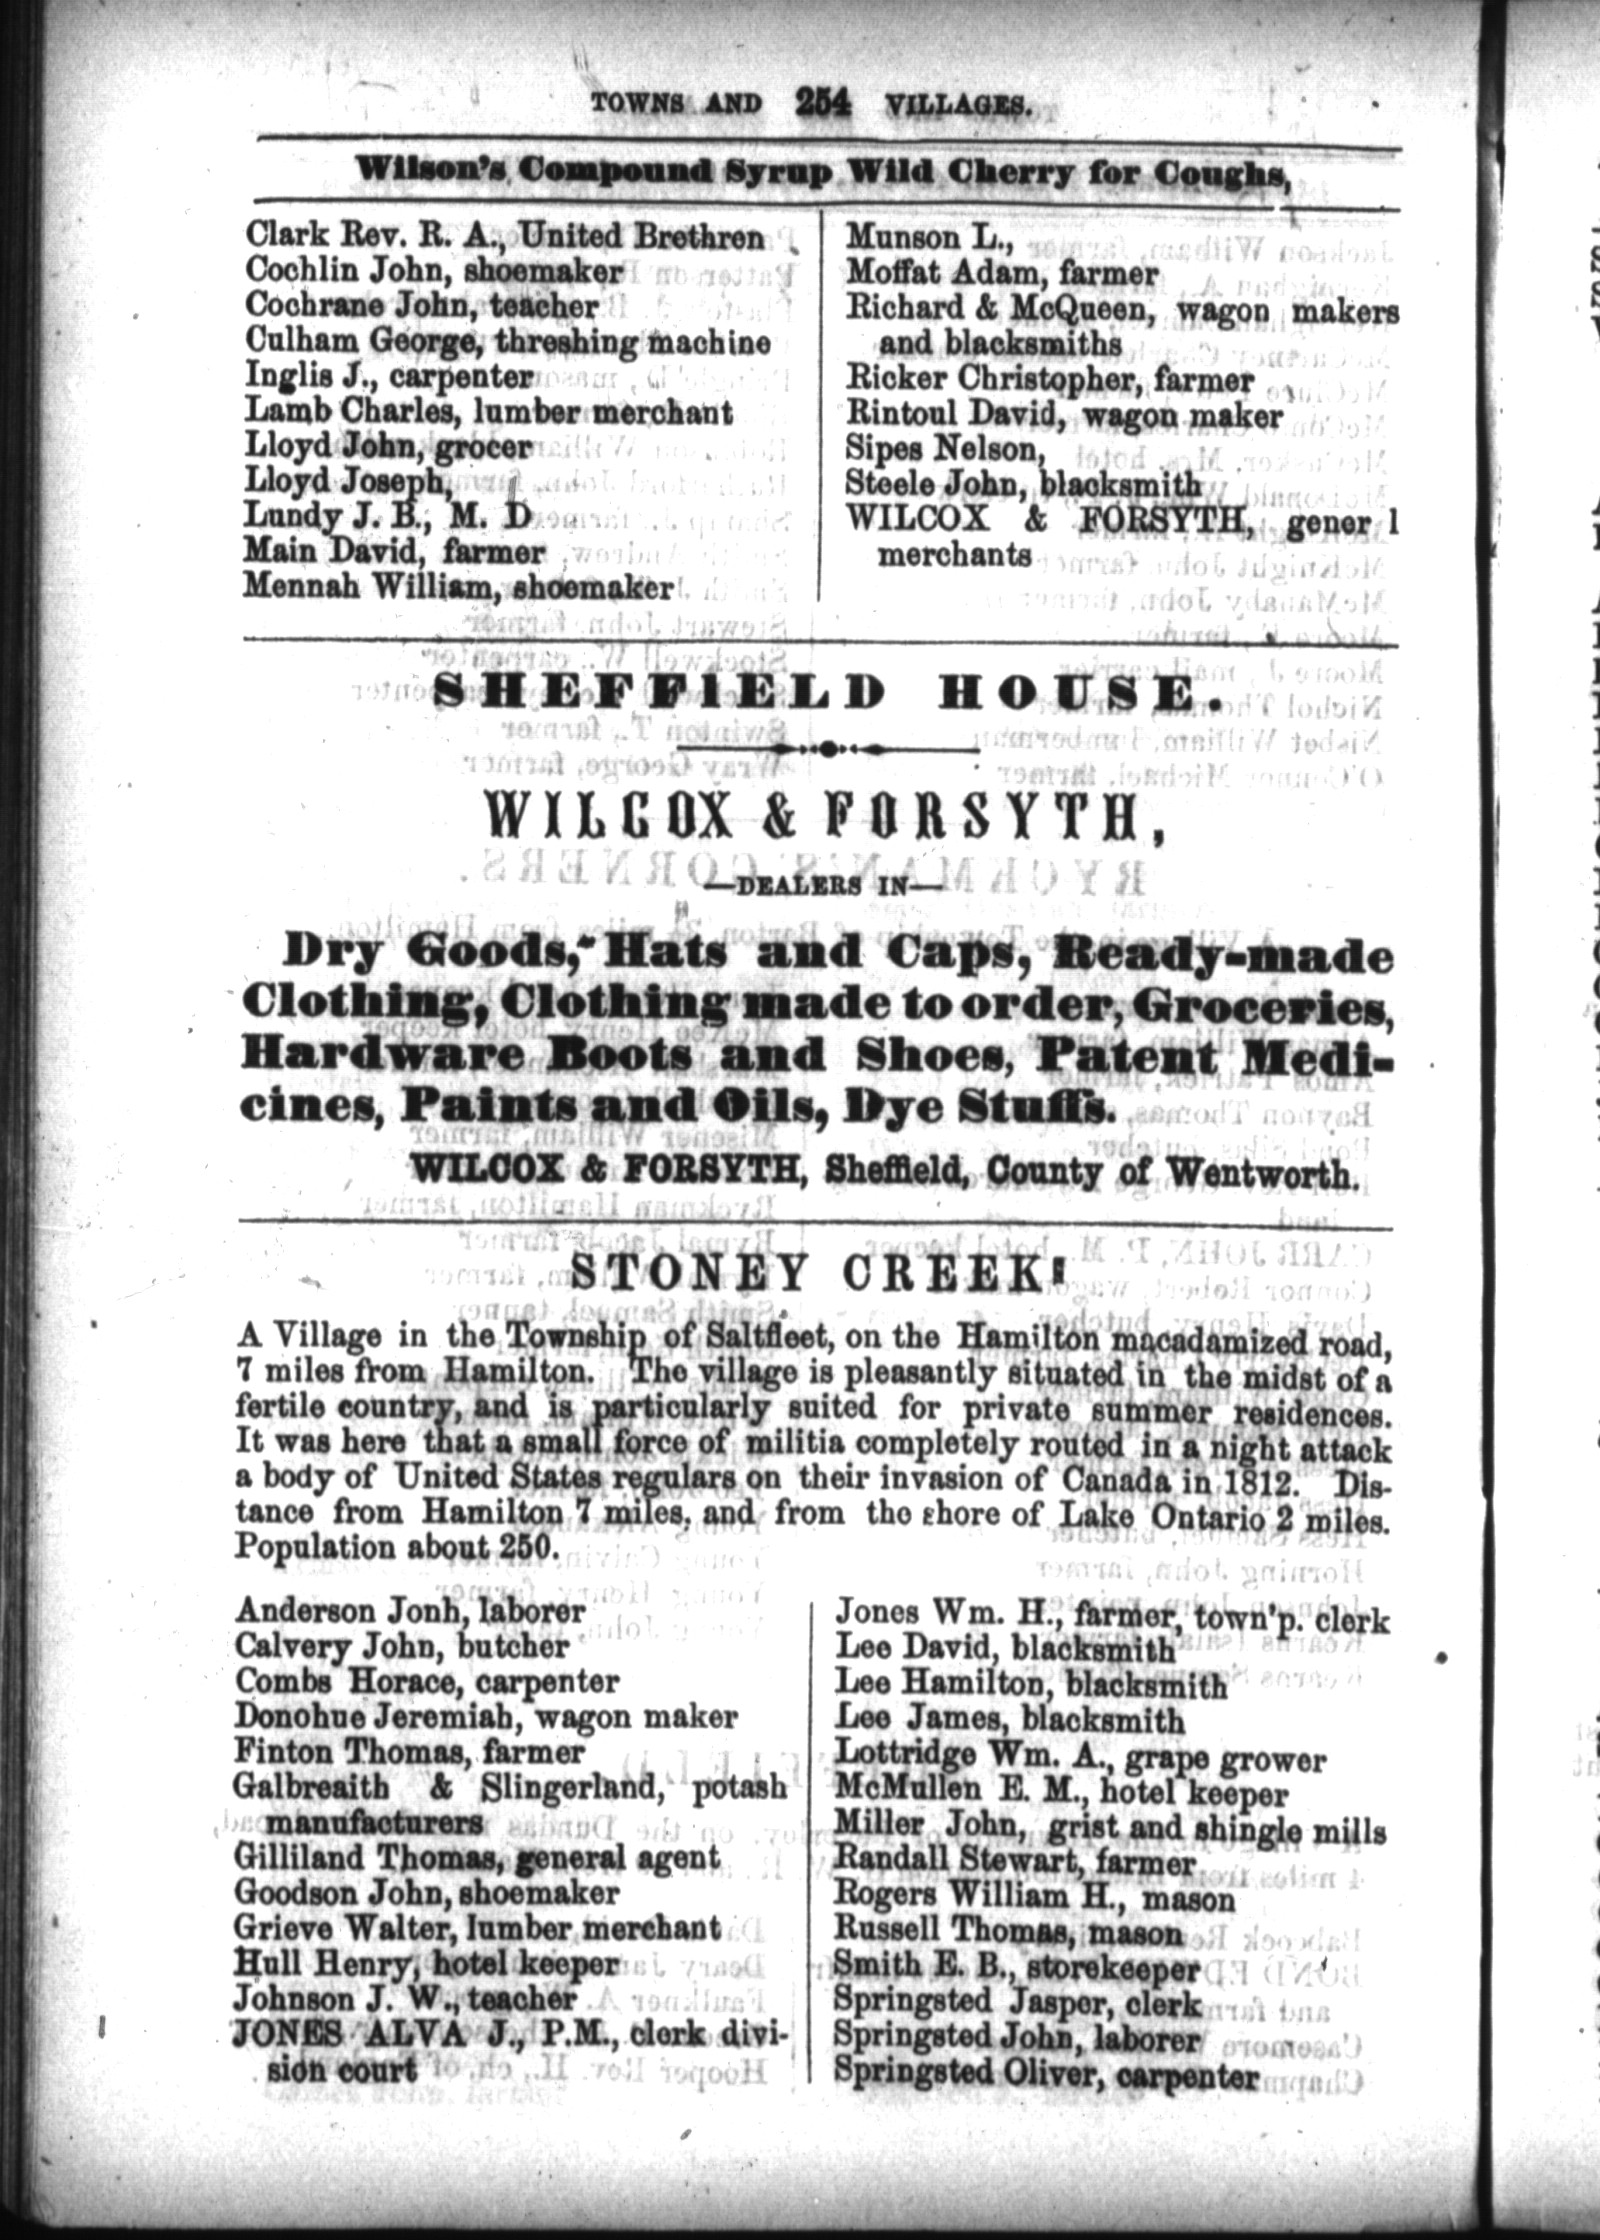 TOWNS AND 254 VILLAGES.
Wilson's Compound Syrup Wild Cherry for Coughs,
Clark Rev. R. A., United Brethren
Cochlin John, shoemaker
Cochrane John, teacher
Culham George, threshing machine
Inglis J., carpenter
Lamb Charles, lumber merchant
Lloyd John, grocer
Lloyd Joseph,
Lundy J. B., M. D
Main David, farmer
Mennah William, shoemaker
Munson L.,
Moffat Adam, farmer
Richard & McQueen, wagon makers
and blacksmiths
Ricker Christopher, farmer
Rintoul David, wagon maker
Sipes Nelson,
Steele John, blacksmith
WILCOX & FORSYTH, gener l
merchants
SHEFFIELD HOUSE.
WILCOX & FORSYTH,
—DEALERS IN—
Dry Goods, Hats and Caps, Ready-made
Clothing, Clothing made to order, Groceries,
Hardware Boots and Shoes, Patent Medi-
cines, Paints and Oils, Dye Stuffs.
WILCOX & FORSYTH, Sheffield, County of Wentworth.
STONEY CREEK
A Village in the Township of Saltfleet, on the Hamilton macadamized road,
7 miles from Hamilton. The village is pleasantly situated in the midst of a
fertile country, and is particularly suited for private summer residences.
It was here that a small force of militia completely routed in a night attack
a body of United States regulars on their invasion of Canada in 1812. Dis-
tance from Hamilton 7 miles, and from the shore of Lake Ontario 2 miles.
Population about 250.
Anderson Jonh, laborer
Calvery John, butcher
Combs Horace, carpenter
Donohue Jeremiah, wagon maker
Finton Thomas, farmer
Galbreaith & Slingerland, potash
manufacturers
Gilliland Thomas, general agent
Goodson John, shoemaker
Grieve Walter, lumber merchant
Hull Henry, hotel keeper
Johnson J. W., teacher
JONES ALVA J., P.M., clerk divi-
sion court
Jones Wm. H., farmer, town'p. clerk
Lee David, blacksmith
Lee Hamilton, blacksmith
Lee James, blacksmith
Lottridge Wm. A., grape grower
McMullen E. M., hotel keeper
Miller John, grist and shingle mills
Randall Stewart, farmer
Rogers William H., mason
Russell Thomas, mason
Smith E. B., storekeeper
Springsted Jasper, clerk
Springsted John, laborer
Springsted Oliver, carpenter